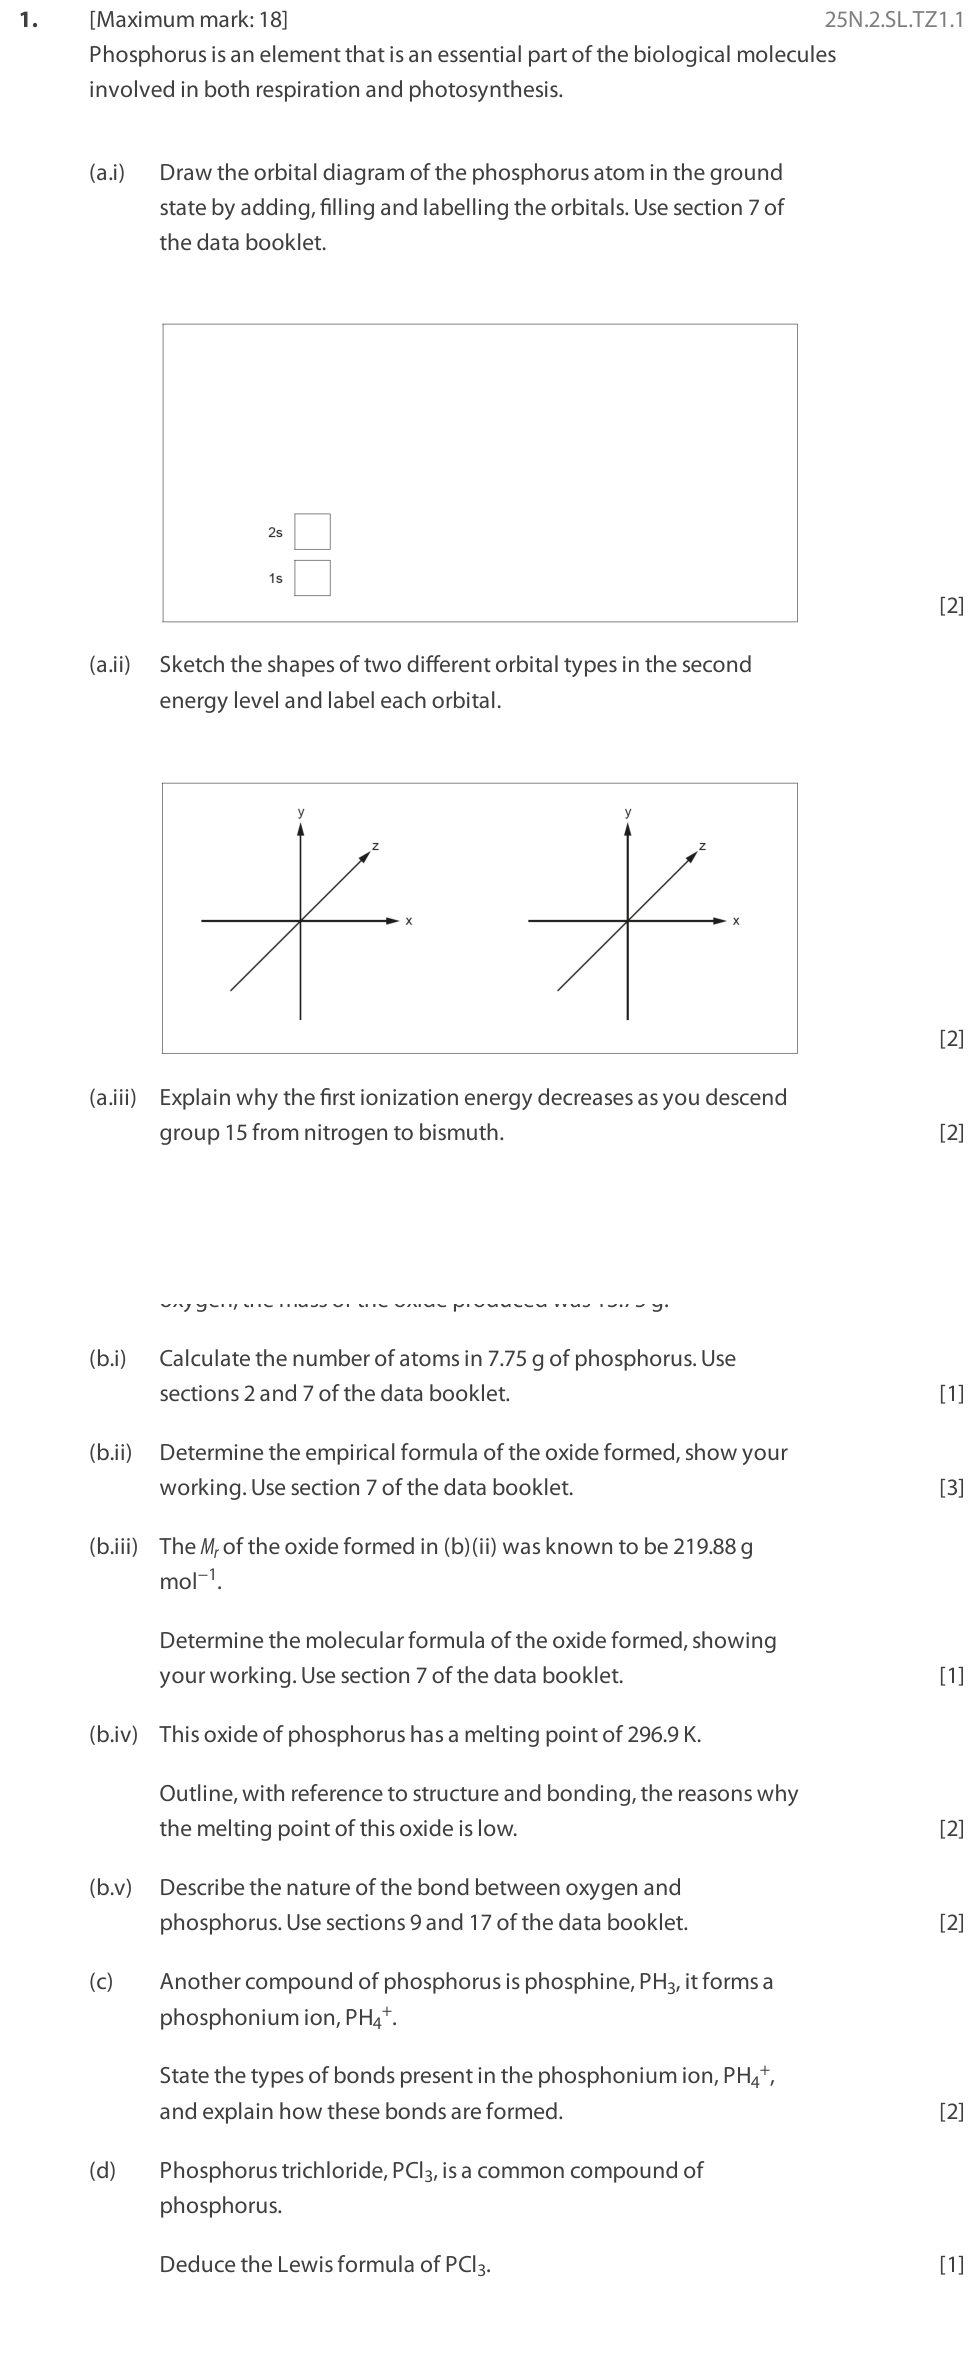 1. [Maximum mark: 18] 25N.2.SL.TZ1.1
Phosphorus is an element that is an essential part of the biological molecules
involved in both respiration and photosynthesis.
(a.i) Draw the orbital diagram of the phosphorus atom in the ground
state by adding, filling and labelling the orbitals. Use section 7 of
the data booklet.
2s
1s
[2]
(a.ii) Sketch the shapes of two different orbital types in the second
energy level and label each orbital.
y y
z z
x x
[2]
(a.iii) Explain why the first ionization energy decreases as you descend
group 15 from nitrogen to bismuth. [2]
oxygen, the mass of the oxide produced was 13.75 g.
(b.i) Calculate the number of atoms in 7.75 g of phosphorus. Use
sections 2 and 7 of the data booklet. [1]
(b.ii) Determine the empirical formula of the oxide formed, show your
working. Use section 7 of the data booklet. [3]
(b.iii) The Mᵣ of the oxide formed in (b)(ii) was known to be 219.88 g
mol⁻¹.
Determine the molecular formula of the oxide formed, showing
your working. Use section 7 of the data booklet. [1]
(b.iv) This oxide of phosphorus has a melting point of 296.9 K.
Outline, with reference to structure and bonding, the reasons why
the melting point of this oxide is low. [2]
(b.v) Describe the nature of the bond between oxygen and
phosphorus. Use sections 9 and 17 of the data booklet. [2]
(c) Another compound of phosphorus is phosphine, PH₃, it forms a
phosphonium ion, PH₄⁺.
State the types of bonds present in the phosphonium ion, PH₄⁺,
and explain how these bonds are formed. [2]
(d) Phosphorus trichloride, PCl₃, is a common compound of
phosphorus.
Deduce the Lewis formula of PCl₃. [1]